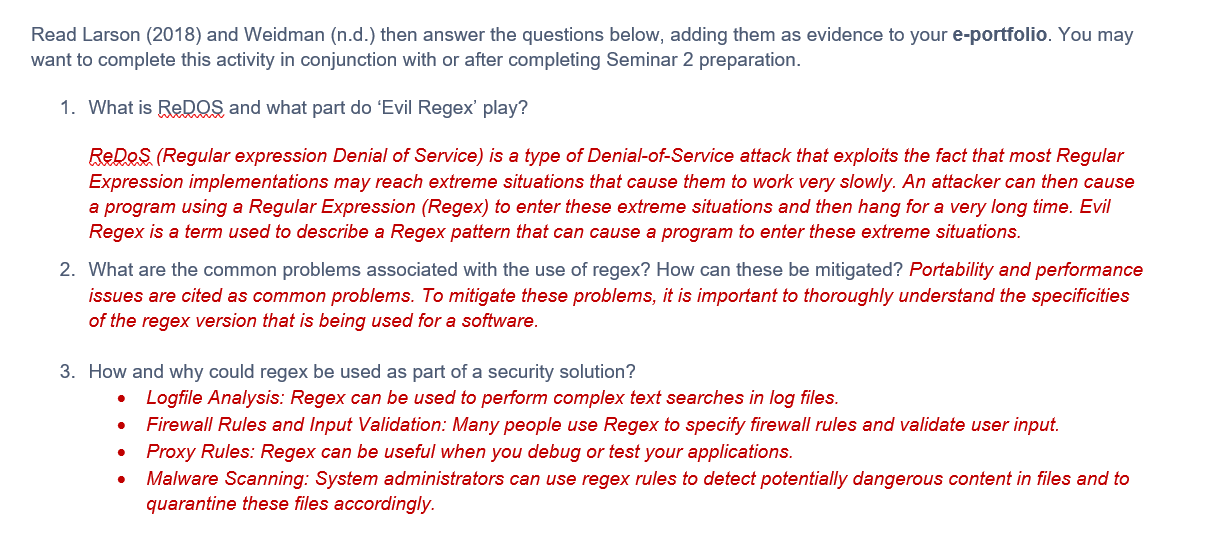 Read Larson (2018) and Weidman (n.d.) then answer the questions below, adding them as evidence to your e-portfolio. You may
want to complete this activity in conjunction with or after completing Seminar 2 preparation.
1. What is ReDOS and what part do ‘Evil Regex’ play?
ReDoS (Regular expression Denial of Service) is a type of Denial-of-Service attack that exploits the fact that most Regular
Expression implementations may reach extreme situations that cause them to work very slowly. An attacker can then cause
a program using a Regular Expression (Regex) to enter these extreme situations and then hang for a very long time. Evil
Regex is a term used to describe a Regex pattern that can cause a program to enter these extreme situations.
2. What are the common problems associated with the use of regex? How can these be mitigated? Portability and performance
issues are cited as common problems. To mitigate these problems, it is important to thoroughly understand the specificities
of the regex version that is being used for a software.
3. How and why could regex be used as part of a security solution?
• Logfile Analysis: Regex can be used to perform complex text searches in log files.
• Firewall Rules and Input Validation: Many people use Regex to specify firewall rules and validate user input.
• Proxy Rules: Regex can be useful when you debug or test your applications.
• Malware Scanning: System administrators can use regex rules to detect potentially dangerous content in files and to
quarantine these files accordingly.